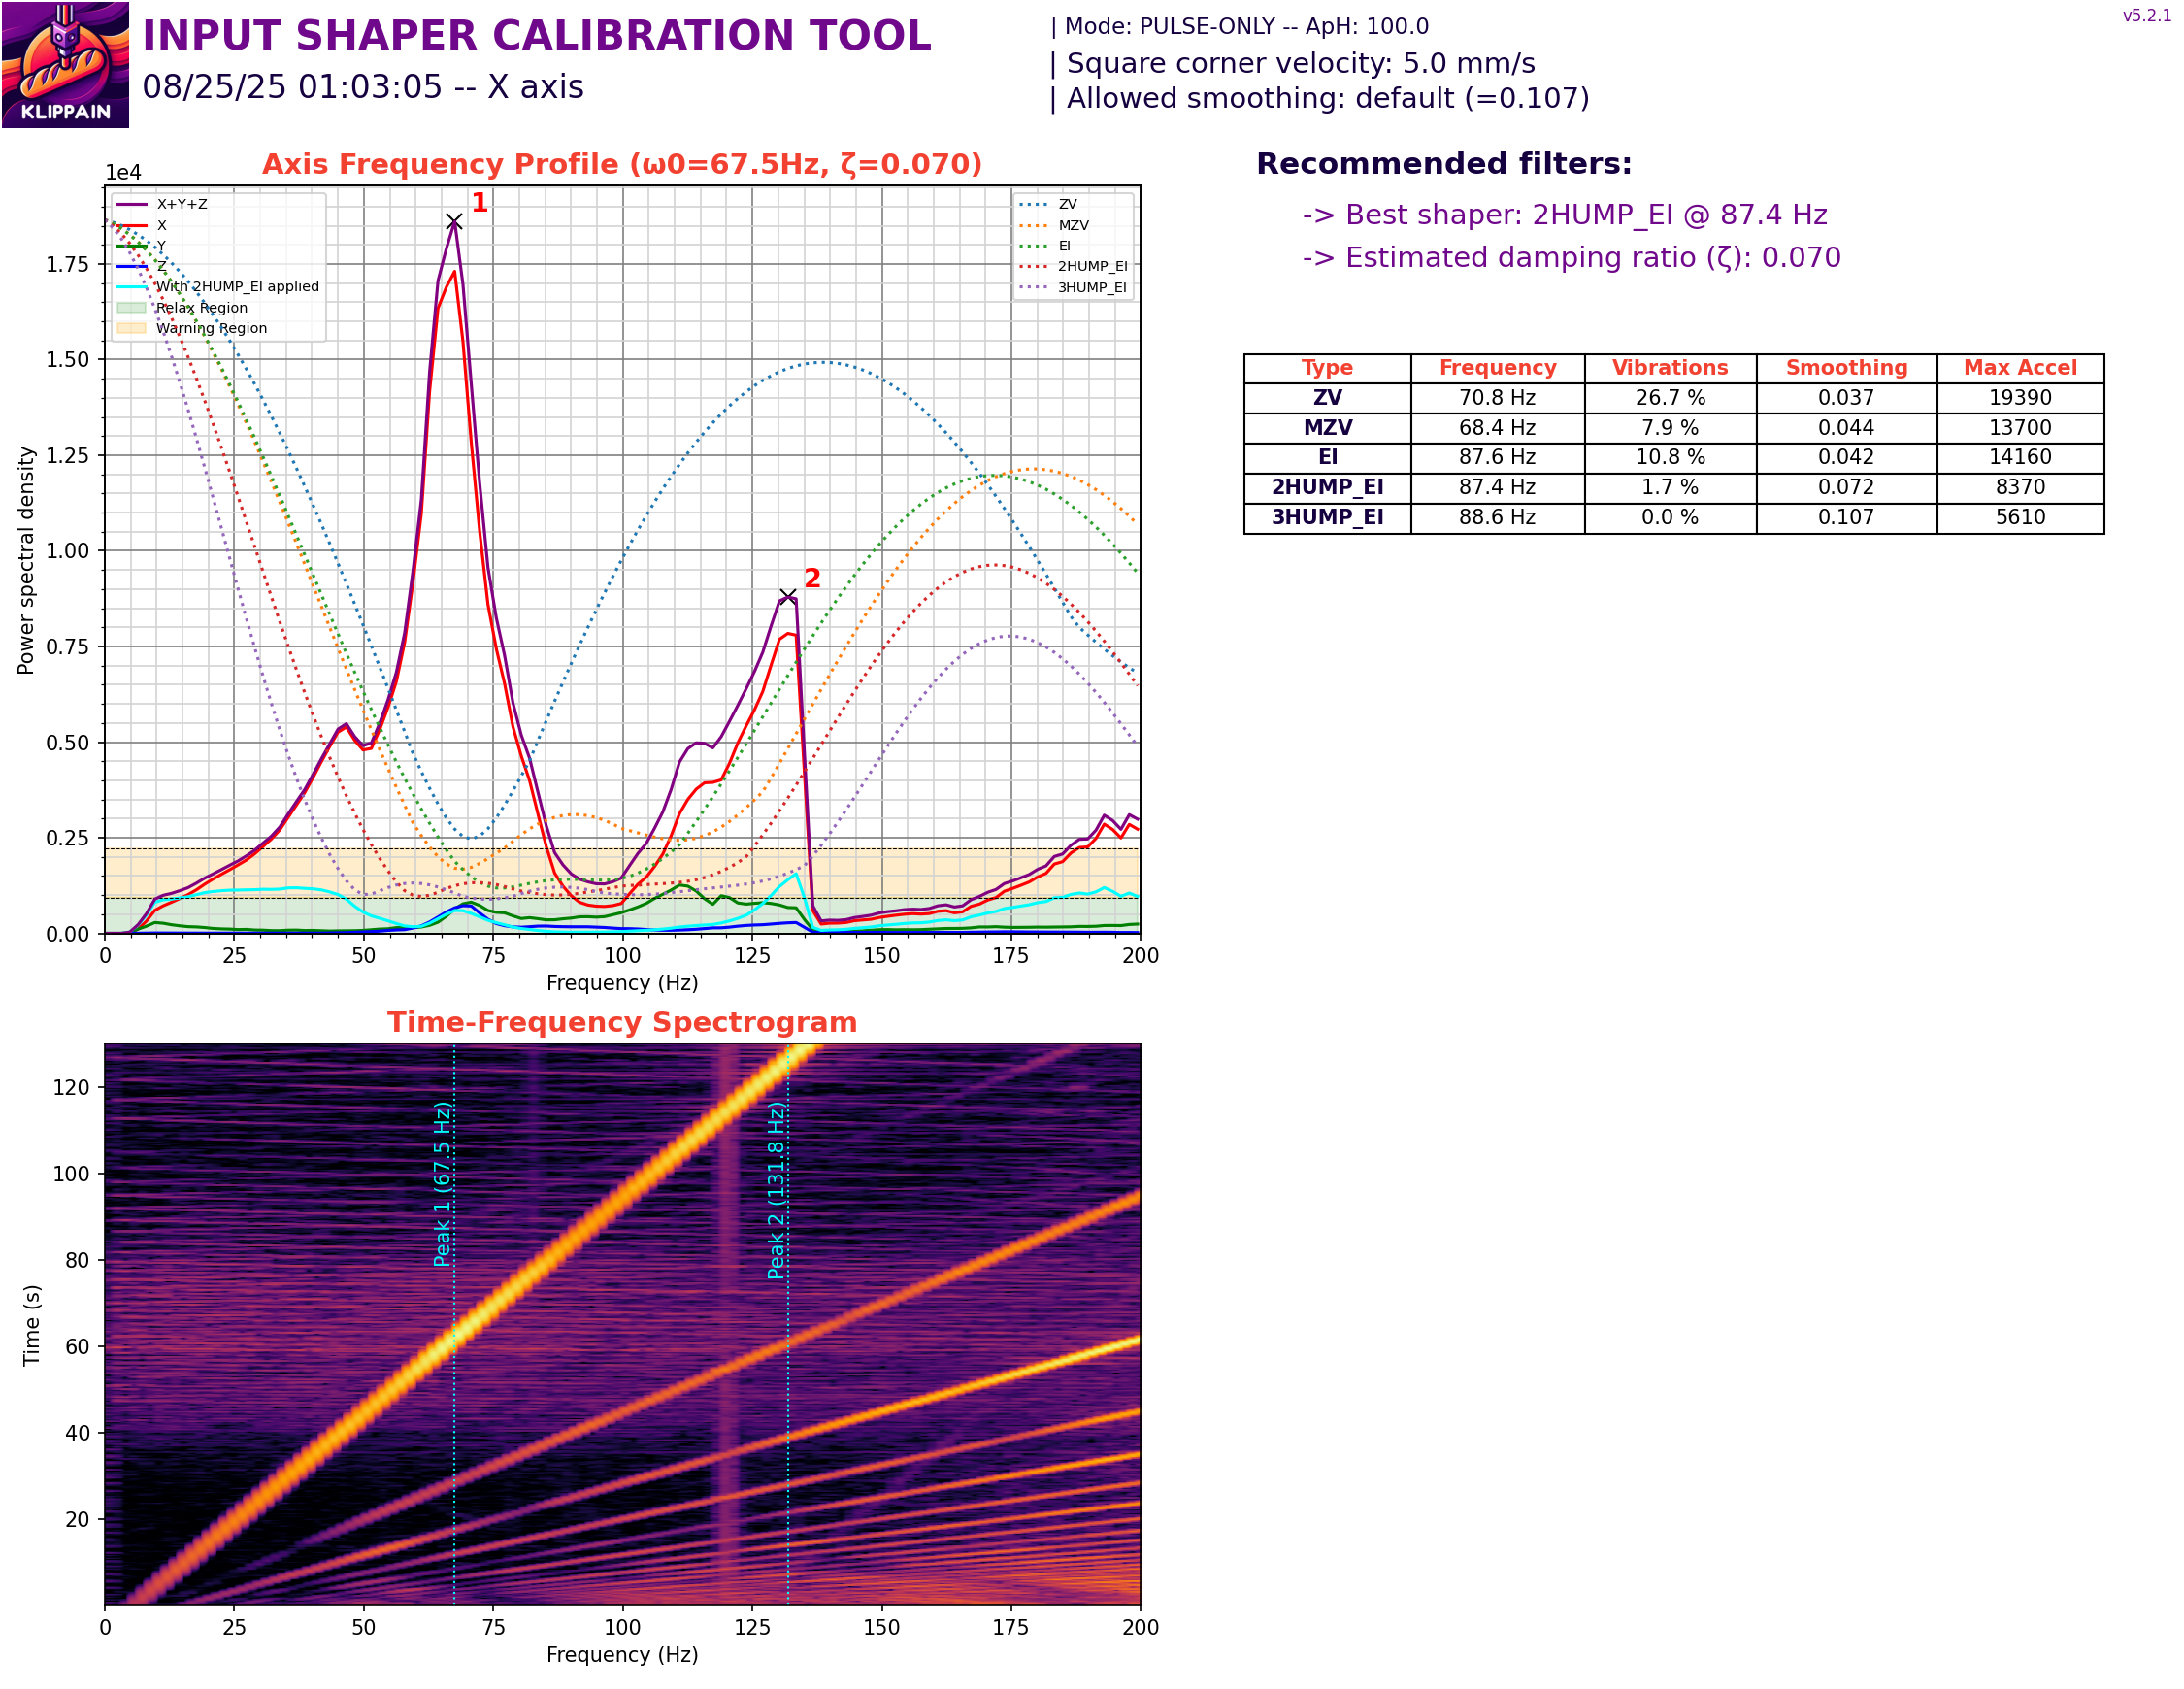 KLIPPAIN
INPUT SHAPER CALIBRATION TOOL
08/25/25 01:03:05 -- X axis
| Mode: PULSE-ONLY -- ApH: 100.0
| Square corner velocity: 5.0 mm/s
| Allowed smoothing: default (=0.107)
v5.2.1
Axis Frequency Profile (ω0=67.5Hz, ζ=0.070)
1e4
X+Y+Z
X
Y
Z
With 2HUMP_EI applied
Relax Region
Warning Region
1
2
ZV
MZV
EI
2HUMP_EI
3HUMP_EI
Power spectral density
1.75
1.50
1.25
1.00
0.75
0.50
0.25
0.00
0 25 50 75 100 125 150 175 200
Frequency (Hz)
Recommended filters:
-> Best shaper: 2HUMP_EI @ 87.4 Hz
-> Estimated damping ratio (ζ): 0.070
Type Frequency Vibrations Smoothing Max Accel
ZV 70.8 Hz 26.7 % 0.037 19390
MZV 68.4 Hz 7.9 % 0.044 13700
EI 87.6 Hz 10.8 % 0.042 14160
2HUMP_EI 87.4 Hz 1.7 % 0.072 8370
3HUMP_EI 88.6 Hz 0.0 % 0.107 5610
Time-Frequency Spectrogram
Time (s)
120
100
80
60
40
20
Peak 1 (67.5 Hz)
Peak 2 (131.8 Hz)
0 25 50 75 100 125 150 175 200
Frequency (Hz)